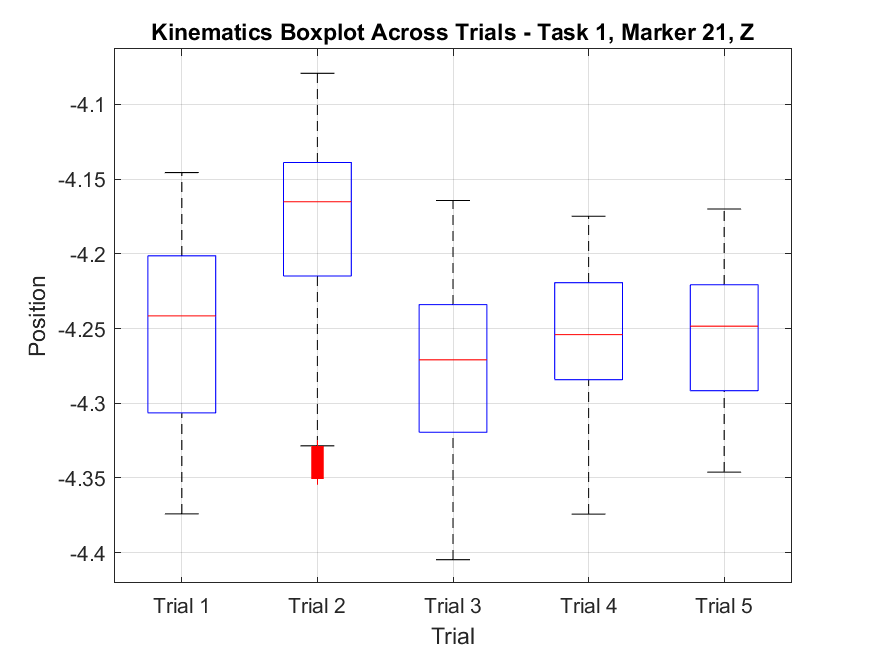 Kinematics Boxplot Across Trials - Task 1, Marker 21, Z
-4.1
-4.15
-4.2
-4.25
-4.3
-4.35
-4.4
Position
Trial 1 Trial 2 Trial 3 Trial 4 Trial 5
Trial